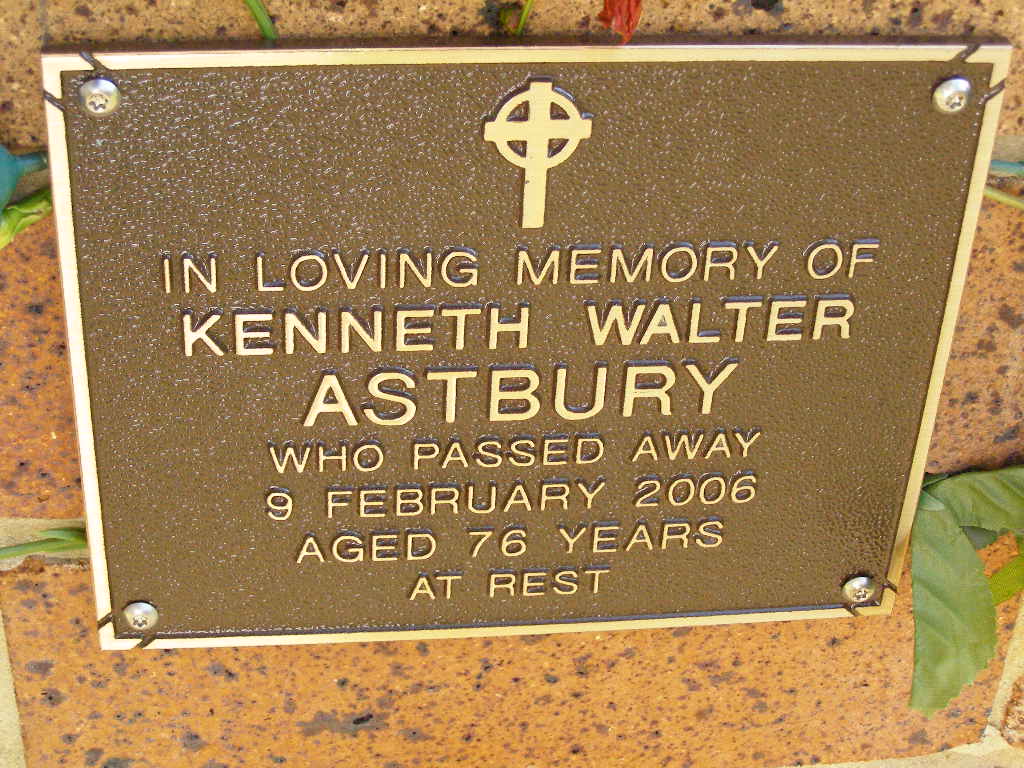 IN LOVING MEMORY OF
KENNETH WALTER
ASTBURY
WHO PASSED AWAY
9 FEBRUARY 2006
AGED 76 YEARS
AT REST